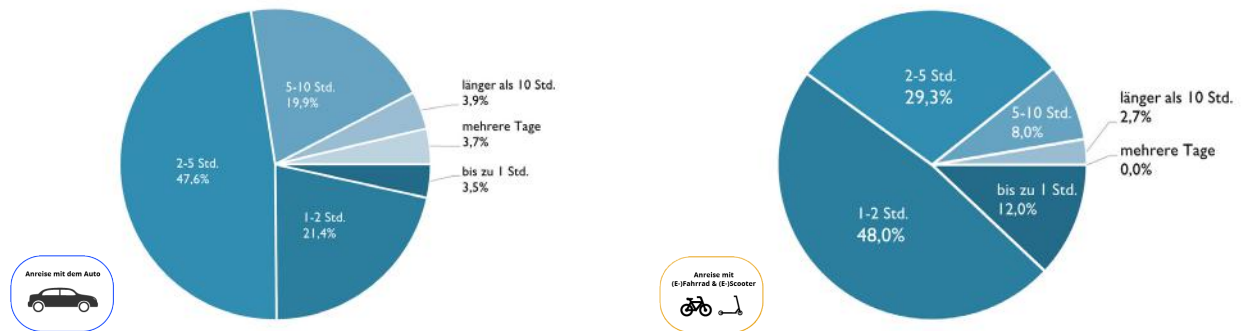 5-10 Std.
19,9%
länger als 10 Std.
3,9%
mehrere Tage
3,7%
2-5 Std.
47,6%
bis zu 1 Std.
3,5%
1-2 Std.
21,4%
Anreise mit dem Auto
2-5 Std.
29,3%
5-10 Std.
8,0%
länger als 10 Std.
2,7%
mehrere Tage
0,0%
bis zu 1 Std.
12,0%
1-2 Std.
48,0%
Anreise mit
(E-)Fahrrad & (E-)Scooter